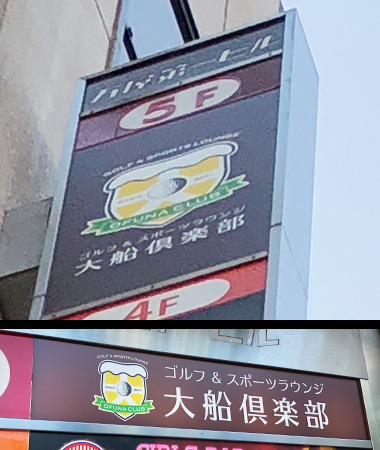 5F
GOLF & SPORTS LOUNGE
OFUNA CLUB
ゴルフ & スポーツラウンジ
大船倶楽部
4F
ビル
GOLF & SPORTS LOUNGE
OFUNA CLUB
ゴルフ & スポーツラウンジ
大船倶楽部